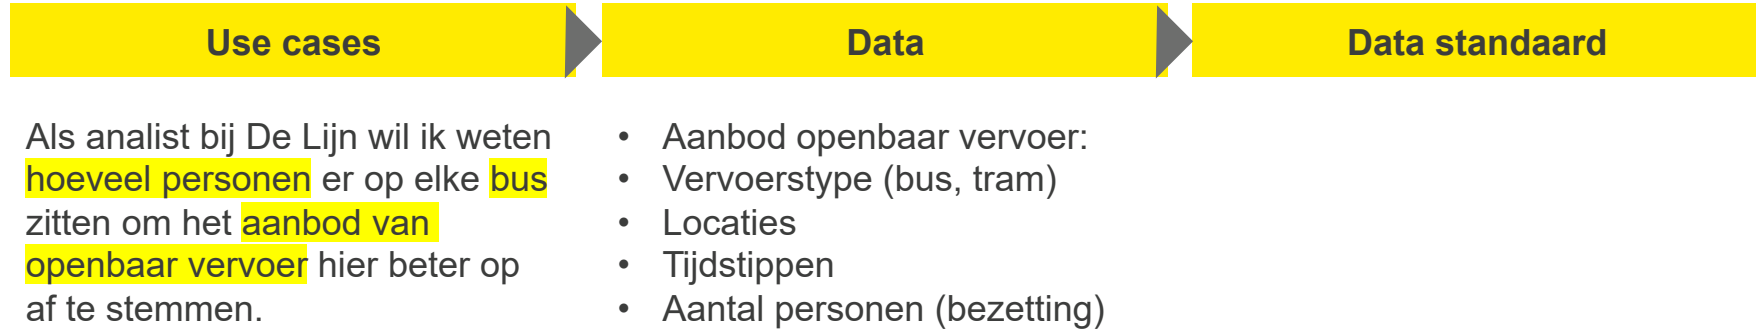 Use cases
Data
Data standaard
Als analist bij De Lijn wil ik weten
hoeveel personen er op elke bus
zitten om het aanbod van
openbaar vervoer hier beter op
af te stemmen.
• Aanbod openbaar vervoer:
• Vervoerstype (bus, tram)
• Locaties
• Tijdstippen
• Aantal personen (bezetting)